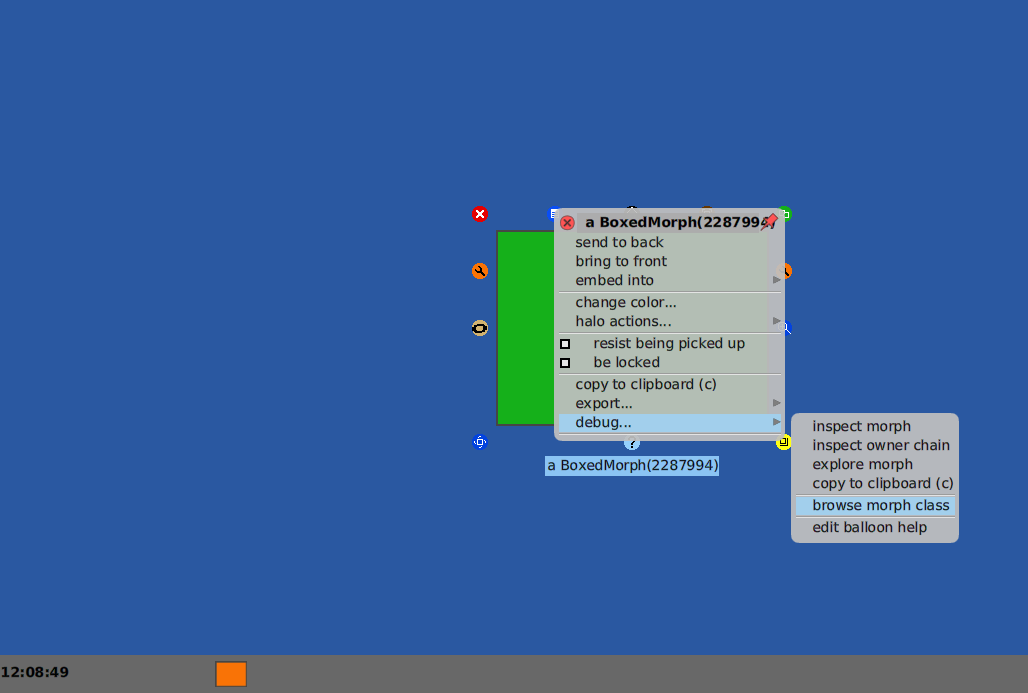 a BoxedMorph(2287994)
send to back
bring to front
embed into
change color...
halo actions...
resist being picked up
be locked
copy to clipboard (c)
export...
debug...
inspect morph
inspect owner chain
explore morph
copy to clipboard (c)
browse morph class
edit balloon help
?
a BoxedMorph(2287994)
12:08:49